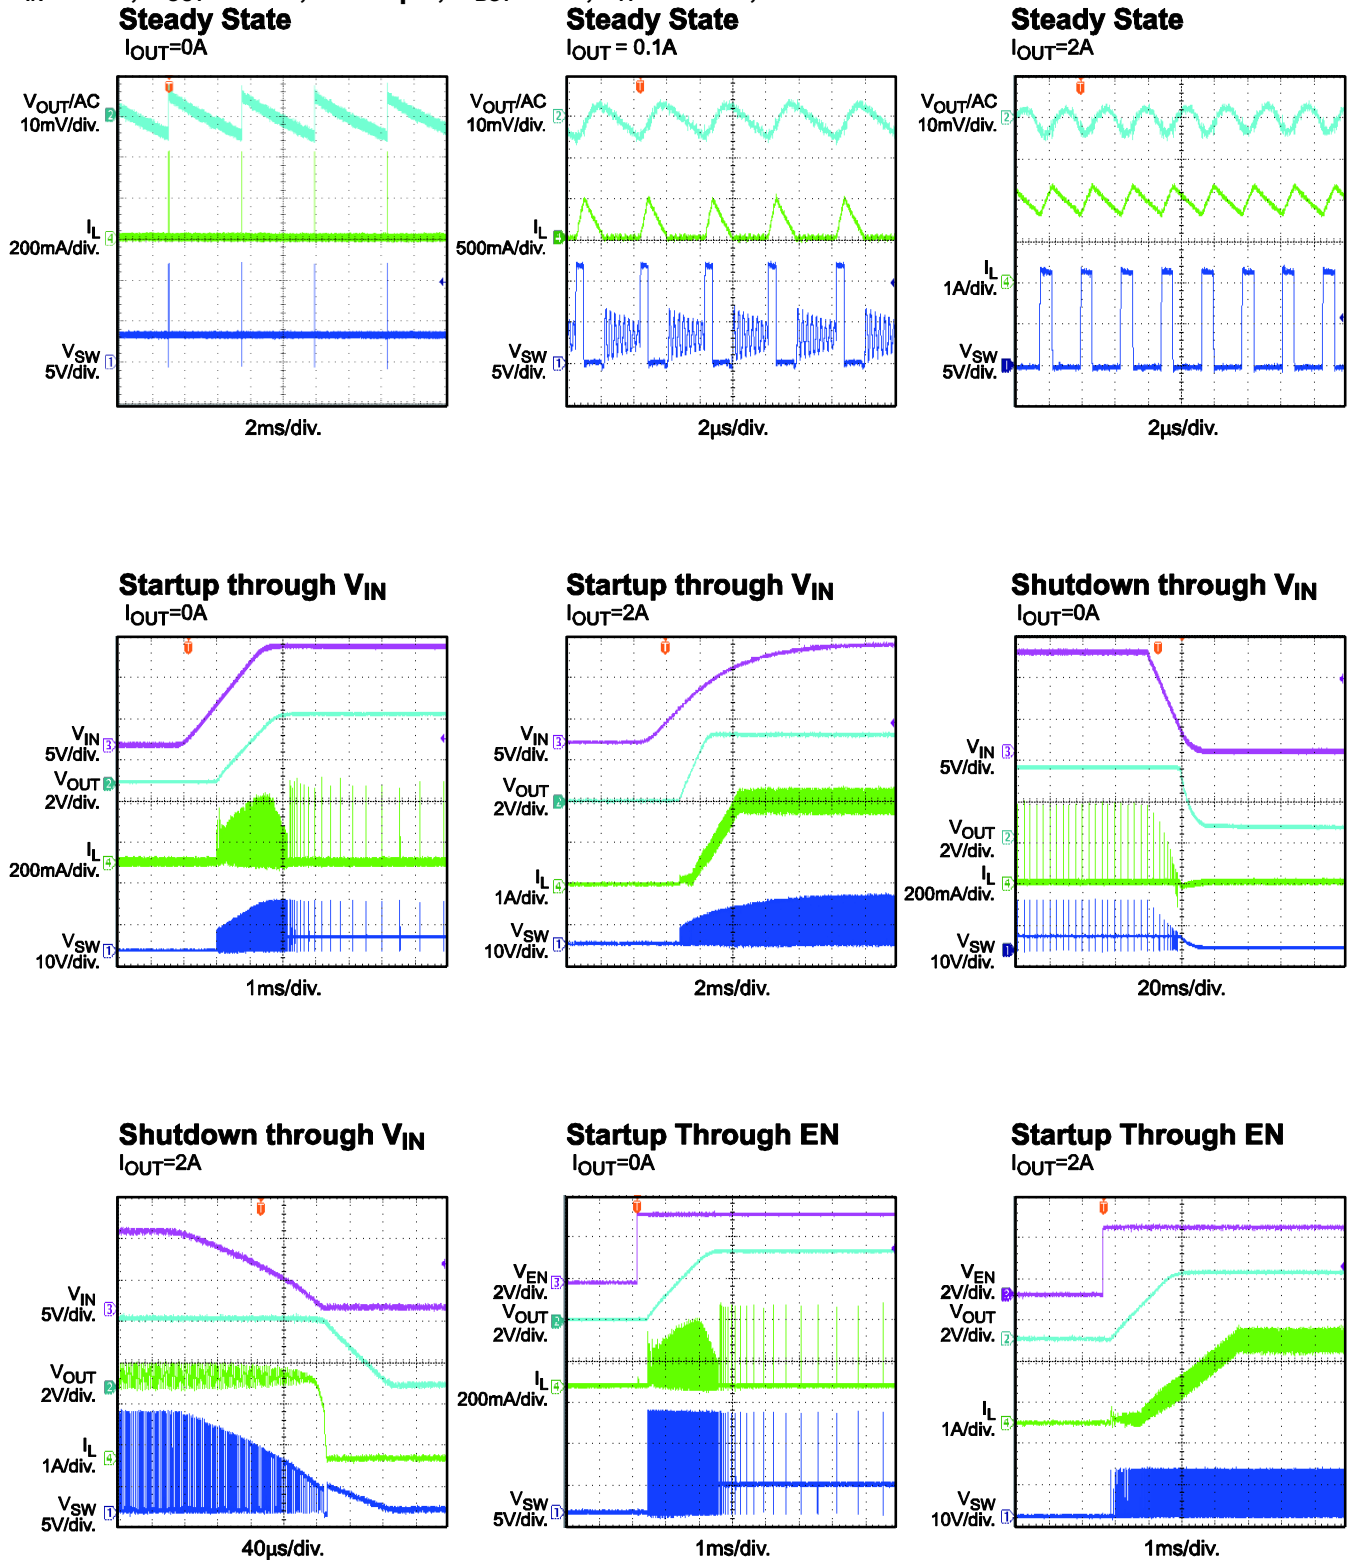 Steady State
IOUT=0A
VOUT/AC
10mV/div.
IL
200mA/div.
VSW
5V/div.
2ms/div.
Steady State
IOUT = 0.1A
VOUT/AC
10mV/div.
IL
500mA/div.
VSW
5V/div.
2µs/div.
Steady State
IOUT=2A
VOUT/AC
10mV/div.
IL
1A/div.
VSW
5V/div.
2µs/div.
Startup through VIN
IOUT=0A
VIN
5V/div.
VOUT
2V/div.
IL
200mA/div.
VSW
10V/div.
1ms/div.
Startup through VIN
IOUT=2A
VIN
5V/div.
VOUT
2V/div.
IL
1A/div.
VSW
10V/div.
2ms/div.
Shutdown through VIN
IOUT=0A
VIN
5V/div.
VOUT
2V/div.
IL
200mA/div.
VSW
10V/div.
20ms/div.
Shutdown through VIN
IOUT=2A
VIN
5V/div.
VOUT
2V/div.
IL
1A/div.
VSW
5V/div.
40µs/div.
Startup Through EN
IOUT=0A
VEN
2V/div.
VOUT
2V/div.
IL
200mA/div.
VSW
5V/div.
1ms/div.
Startup Through EN
IOUT=2A
VEN
2V/div.
VOUT
2V/div.
IL
1A/div.
VSW
10V/div.
1ms/div.